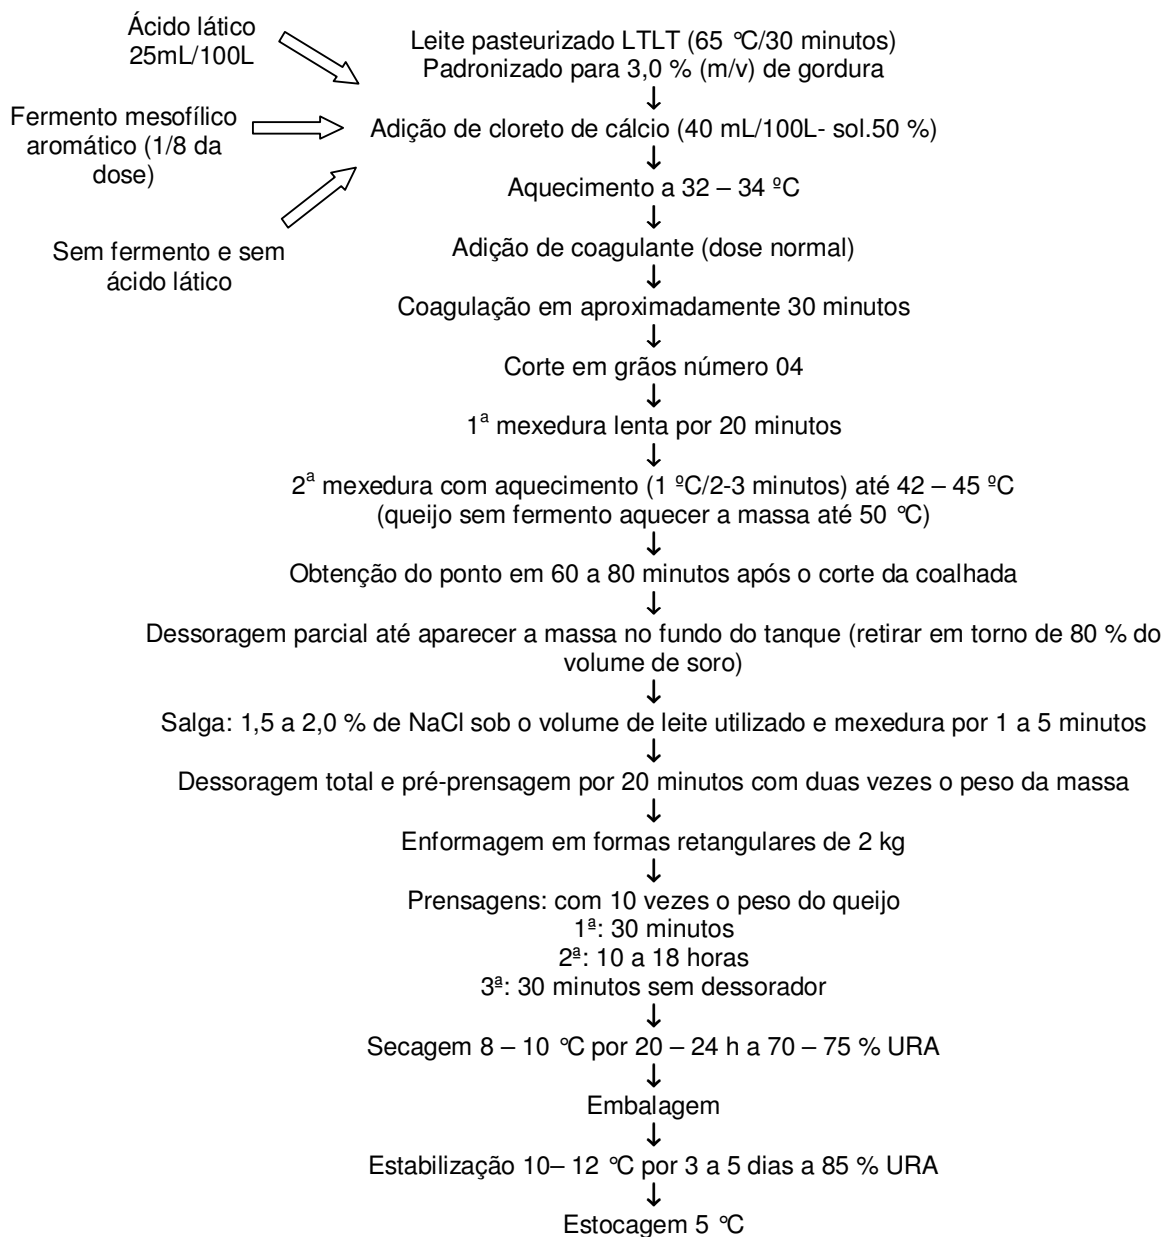 Ácido lático
25mL/100L
Leite pasteurizado LTLT (65 °C/30 minutos)
Padronizado para 3,0 % (m/v) de gordura
Fermento mesofílico
aromático (1/8 da
dose)
Adição de cloreto de cálcio (40 mL/100L- sol.50 %)
Sem fermento e sem
ácido lático
Aquecimento a 32 – 34 ºC
Adição de coagulante (dose normal)
Coagulação em aproximadamente 30 minutos
Corte em grãos número 04
1ª mexedura lenta por 20 minutos
2ª mexedura com aquecimento (1 ºC/2-3 minutos) até 42 – 45 ºC
(queijo sem fermento aquecer a massa até 50 °C)
Obtenção do ponto em 60 a 80 minutos após o corte da coalhada
Dessoragem parcial até aparecer a massa no fundo do tanque (retirar em torno de 80 % do
volume de soro)
Salga: 1,5 a 2,0 % de NaCl sob o volume de leite utilizado e mexedura por 1 a 5 minutos
Dessoragem total e pré-prensagem por 20 minutos com duas vezes o peso da massa
Enformagem em formas retangulares de 2 kg
Prensagens: com 10 vezes o peso do queijo
1ª: 30 minutos
2ª: 10 a 18 horas
3ª: 30 minutos sem dessorador
Secagem 8 – 10 °C por 20 – 24 h a 70 – 75 % URA
Embalagem
Estabilização 10– 12 °C por 3 a 5 dias a 85 % URA
Estocagem 5 °C